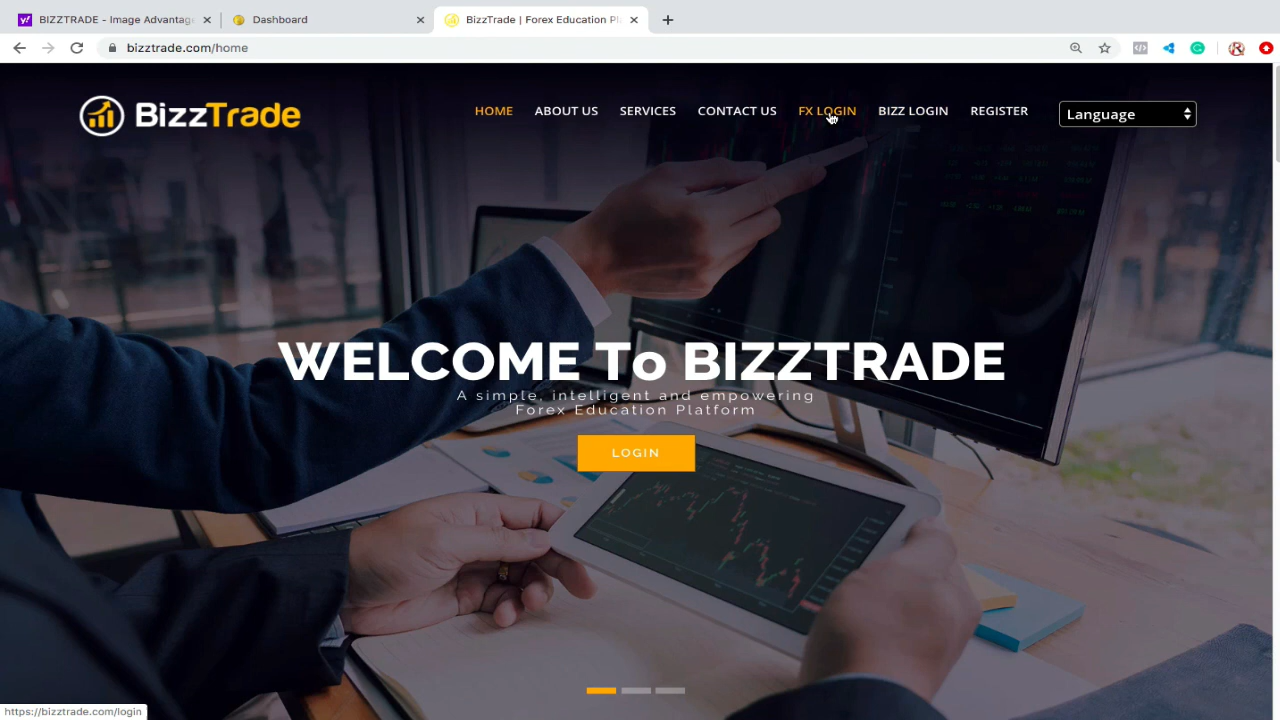 BIZZTRADE - Image Advantag
Dashboard
BizzTrade | Forex Education Pl
bizztrade.com/home
BizzTrade
HOME
ABOUT US
SERVICES
CONTACT US
FX LOGIN
BIZZ LOGIN
REGISTER
Language
WELCOME To BIZZTRADE
A simple, intelligent and empowering
Forex Education Platform
LOGIN
https://bizztrade.com/login